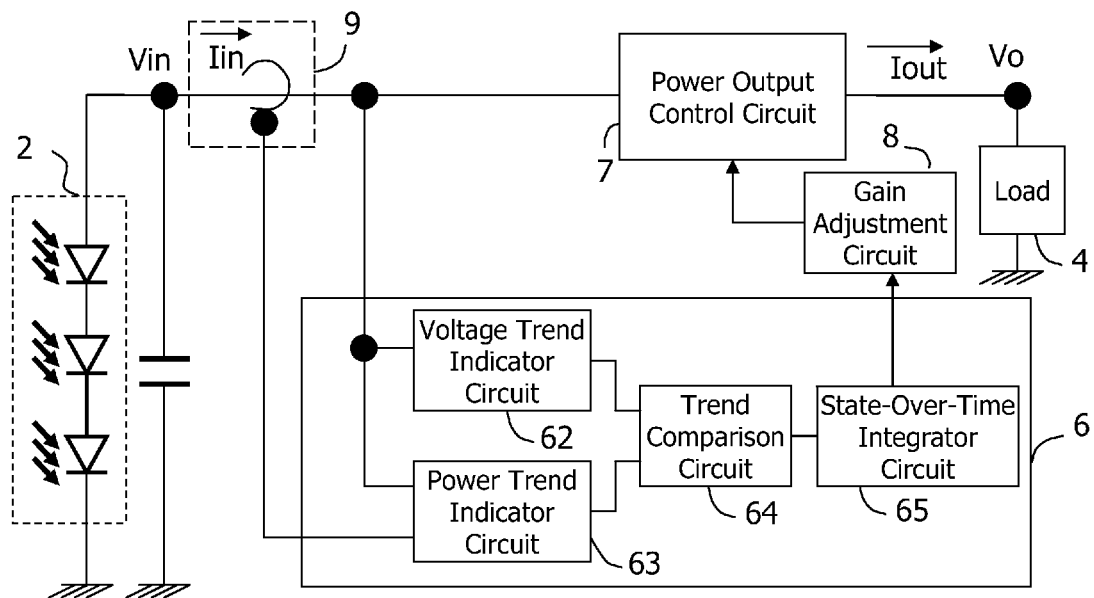 9
Vin
Iin
Power Output
Control Circuit
Iout
Vo
2
7
8
Gain
Adjustment
Circuit
Load
4
Voltage Trend
Indicator
Circuit
62
Trend
Comparison
Circuit
64
State-Over-Time
Integrator
Circuit
65
6
Power Trend
Indicator
Circuit
63